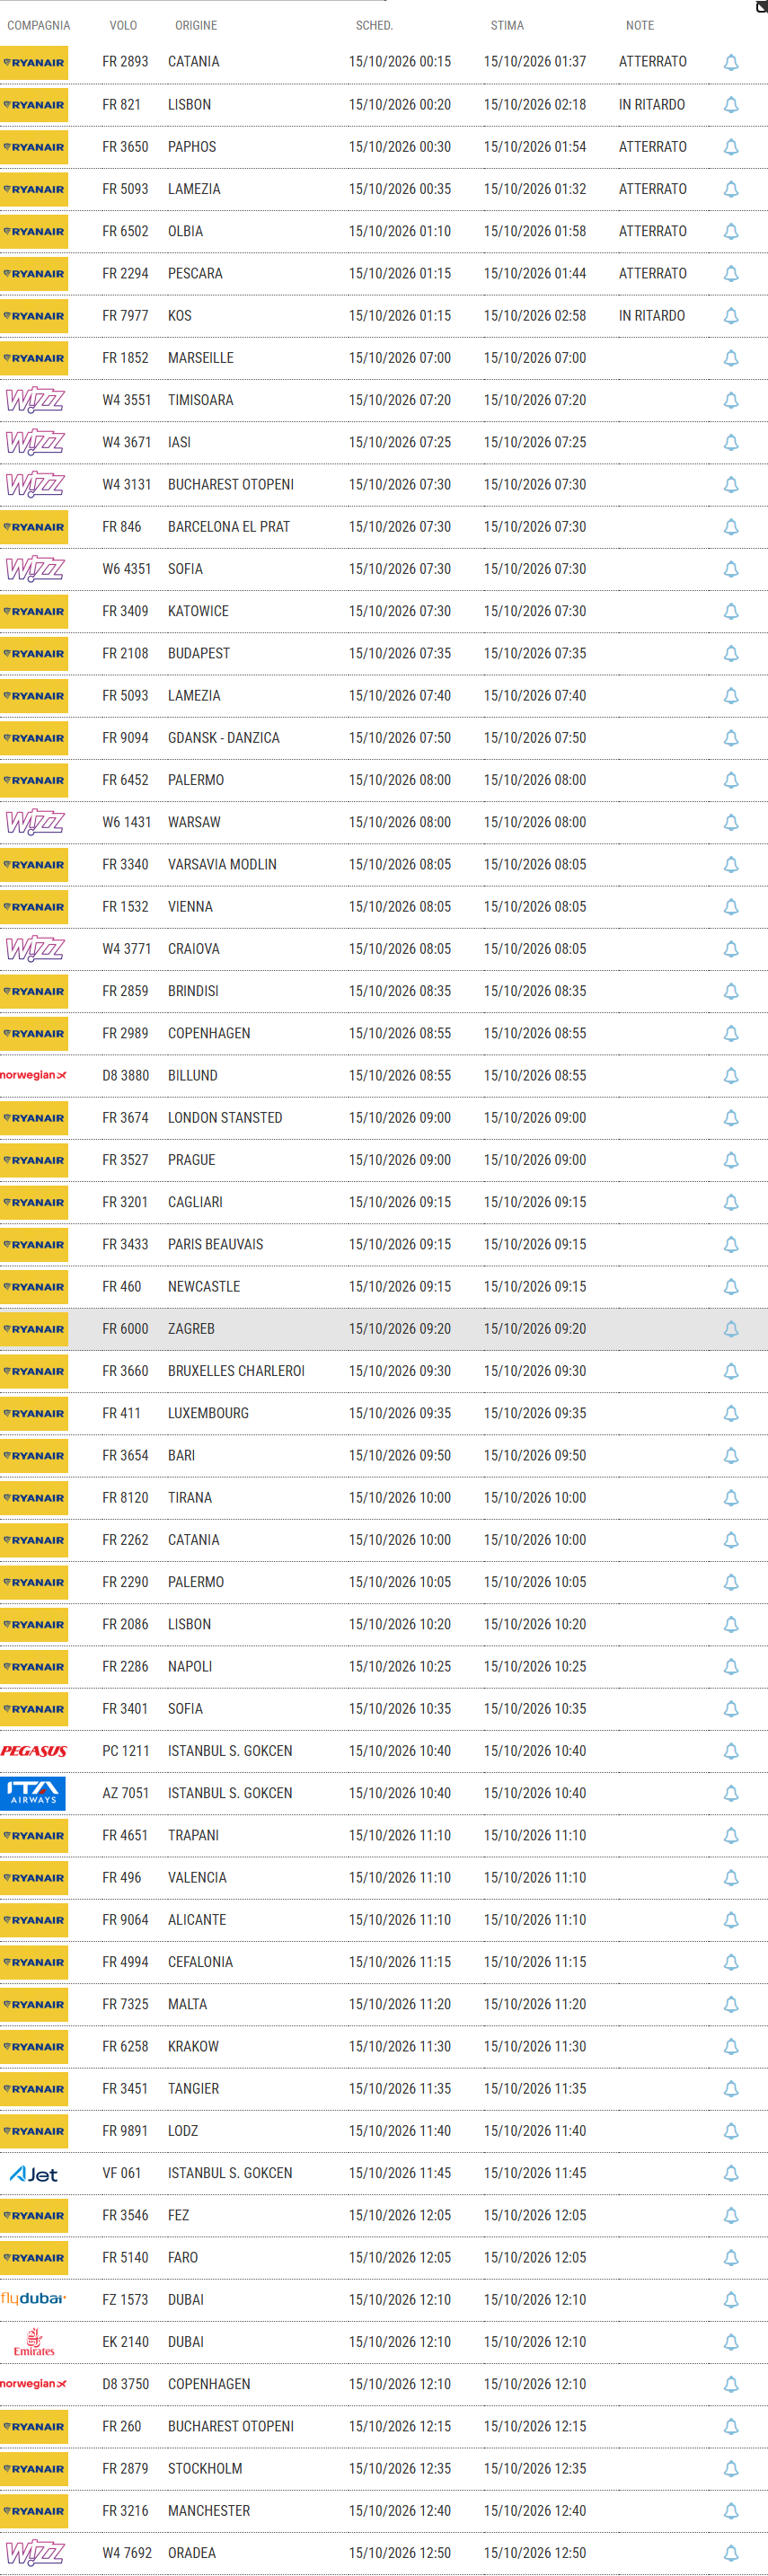 COMPAGNIA VOLO ORIGINE SCHED. STIMA NOTE
RYANAIR FR 2893 CATANIA 15/10/2026 00:15 15/10/2026 01:37 ATTERRATO
RYANAIR FR 821 LISBON 15/10/2026 00:20 15/10/2026 02:18 IN RITARDO
RYANAIR FR 3650 PAPHOS 15/10/2026 00:30 15/10/2026 01:54 ATTERRATO
RYANAIR FR 5093 LAMEZIA 15/10/2026 00:35 15/10/2026 01:32 ATTERRATO
RYANAIR FR 6502 OLBIA 15/10/2026 01:10 15/10/2026 01:58 ATTERRATO
RYANAIR FR 2294 PESCARA 15/10/2026 01:15 15/10/2026 01:44 ATTERRATO
RYANAIR FR 7977 KOS 15/10/2026 01:15 15/10/2026 02:58 IN RITARDO
RYANAIR FR 1852 MARSEILLE 15/10/2026 07:00 15/10/2026 07:00
WIZZ W4 3551 TIMISOARA 15/10/2026 07:20 15/10/2026 07:20
WIZZ W4 3671 IASI 15/10/2026 07:25 15/10/2026 07:25
WIZZ W4 3131 BUCHAREST OTOPENI 15/10/2026 07:30 15/10/2026 07:30
RYANAIR FR 846 BARCELONA EL PRAT 15/10/2026 07:30 15/10/2026 07:30
WIZZ W6 4351 SOFIA 15/10/2026 07:30 15/10/2026 07:30
RYANAIR FR 3409 KATOWICE 15/10/2026 07:30 15/10/2026 07:30
RYANAIR FR 2108 BUDAPEST 15/10/2026 07:35 15/10/2026 07:35
RYANAIR FR 5093 LAMEZIA 15/10/2026 07:40 15/10/2026 07:40
RYANAIR FR 9094 GDANSK - DANZICA 15/10/2026 07:50 15/10/2026 07:50
RYANAIR FR 6452 PALERMO 15/10/2026 08:00 15/10/2026 08:00
WIZZ W6 1431 WARSAW 15/10/2026 08:00 15/10/2026 08:00
RYANAIR FR 3340 VARSAVIA MODLIN 15/10/2026 08:05 15/10/2026 08:05
RYANAIR FR 1532 VIENNA 15/10/2026 08:05 15/10/2026 08:05
WIZZ W4 3771 CRAIOVA 15/10/2026 08:05 15/10/2026 08:05
RYANAIR FR 2859 BRINDISI 15/10/2026 08:35 15/10/2026 08:35
RYANAIR FR 2989 COPENHAGEN 15/10/2026 08:55 15/10/2026 08:55
norwegian D8 3880 BILLUND 15/10/2026 08:55 15/10/2026 08:55
RYANAIR FR 3674 LONDON STANSTED 15/10/2026 09:00 15/10/2026 09:00
RYANAIR FR 3527 PRAGUE 15/10/2026 09:00 15/10/2026 09:00
RYANAIR FR 3201 CAGLIARI 15/10/2026 09:15 15/10/2026 09:15
RYANAIR FR 3433 PARIS BEAUVAIS 15/10/2026 09:15 15/10/2026 09:15
RYANAIR FR 460 NEWCASTLE 15/10/2026 09:15 15/10/2026 09:15
RYANAIR FR 6000 ZAGREB 15/10/2026 09:20 15/10/2026 09:20
RYANAIR FR 3660 BRUXELLES CHARLEROI 15/10/2026 09:30 15/10/2026 09:30
RYANAIR FR 411 LUXEMBOURG 15/10/2026 09:35 15/10/2026 09:35
RYANAIR FR 3654 BARI 15/10/2026 09:50 15/10/2026 09:50
RYANAIR FR 8120 TIRANA 15/10/2026 10:00 15/10/2026 10:00
RYANAIR FR 2262 CATANIA 15/10/2026 10:00 15/10/2026 10:00
RYANAIR FR 2290 PALERMO 15/10/2026 10:05 15/10/2026 10:05
RYANAIR FR 2086 LISBON 15/10/2026 10:20 15/10/2026 10:20
RYANAIR FR 2286 NAPOLI 15/10/2026 10:25 15/10/2026 10:25
RYANAIR FR 3401 SOFIA 15/10/2026 10:35 15/10/2026 10:35
PEGASUS PC 1211 ISTANBUL S. GOKCEN 15/10/2026 10:40 15/10/2026 10:40
ITA AIRWAYS AZ 7051 ISTANBUL S. GOKCEN 15/10/2026 10:40 15/10/2026 10:40
RYANAIR FR 4651 TRAPANI 15/10/2026 11:10 15/10/2026 11:10
RYANAIR FR 496 VALENCIA 15/10/2026 11:10 15/10/2026 11:10
RYANAIR FR 9064 ALICANTE 15/10/2026 11:10 15/10/2026 11:10
RYANAIR FR 4994 CEFALONIA 15/10/2026 11:15 15/10/2026 11:15
RYANAIR FR 7325 MALTA 15/10/2026 11:20 15/10/2026 11:20
RYANAIR FR 6258 KRAKOW 15/10/2026 11:30 15/10/2026 11:30
RYANAIR FR 3451 TANGIER 15/10/2026 11:35 15/10/2026 11:35
RYANAIR FR 9891 LODZ 15/10/2026 11:40 15/10/2026 11:40
AJet VF 061 ISTANBUL S. GOKCEN 15/10/2026 11:45 15/10/2026 11:45
RYANAIR FR 3546 FEZ 15/10/2026 12:05 15/10/2026 12:05
RYANAIR FR 5140 FARO 15/10/2026 12:05 15/10/2026 12:05
flydubai FZ 1573 DUBAI 15/10/2026 12:10 15/10/2026 12:10
Emirates EK 2140 DUBAI 15/10/2026 12:10 15/10/2026 12:10
norwegian D8 3750 COPENHAGEN 15/10/2026 12:10 15/10/2026 12:10
RYANAIR FR 260 BUCHAREST OTOPENI 15/10/2026 12:15 15/10/2026 12:15
RYANAIR FR 2879 STOCKHOLM 15/10/2026 12:35 15/10/2026 12:35
RYANAIR FR 3216 MANCHESTER 15/10/2026 12:40 15/10/2026 12:40
WIZZ W4 7692 ORADEA 15/10/2026 12:50 15/10/2026 12:50